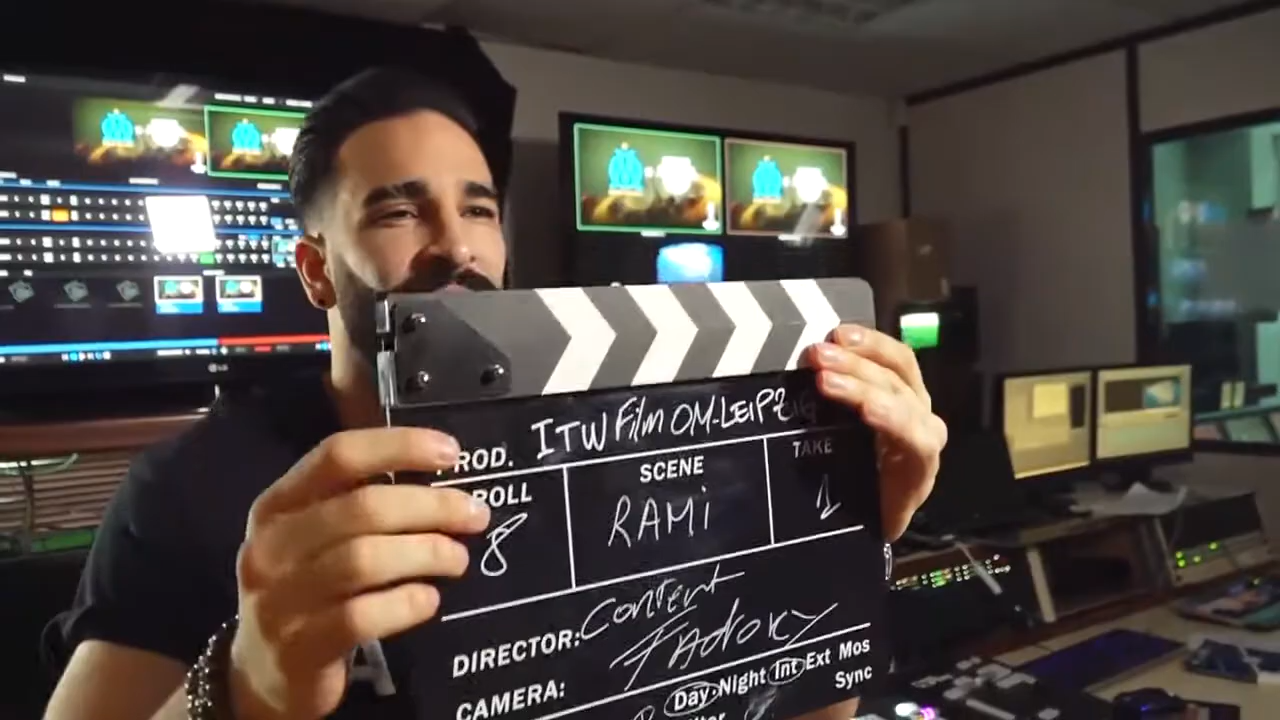 PROD. ITW Film OM-LEIPZIG
ROLL SCENE TAKE
8 RAMi 1
DIRECTOR: Content Factory
CAMERA:
Day Night Int Ext Mos
Sync
LG